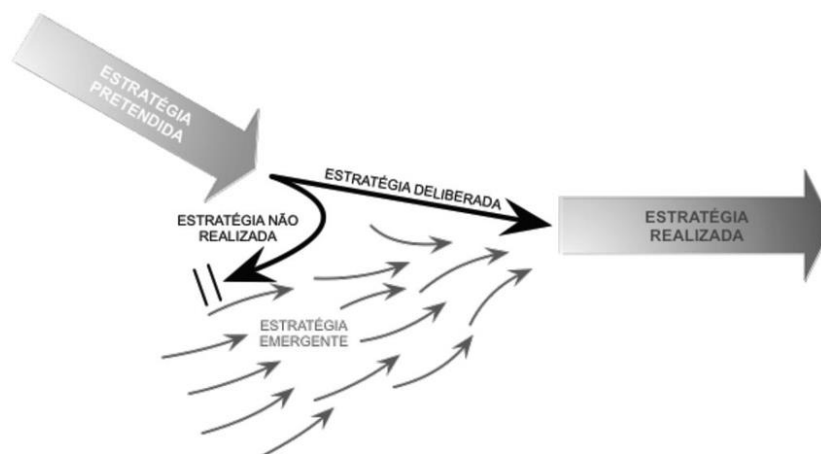 ESTRATÉGIA
PRETENDIDA
ESTRATÉGIA DELIBERADA
ESTRATÉGIA NÃO
REALIZADA
ESTRATÉGIA
REALIZADA
ESTRATÉGIA
EMERGENTE